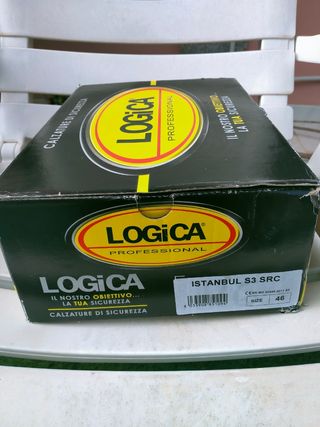 CALZATURE DI SICUREZZA
LOGiCA
PROFESSIONAL
IL NOSTRO OBIETTIVO...
LA TUA SICUREZZA
LOGiCA®
PROFESSIONAL
LOGiCA
IL NOSTRO OBIETTIVO...
LA TUA SICUREZZA
CALZATURE DI SICUREZZA
ISTANBUL S3 SRC
SIZE 46